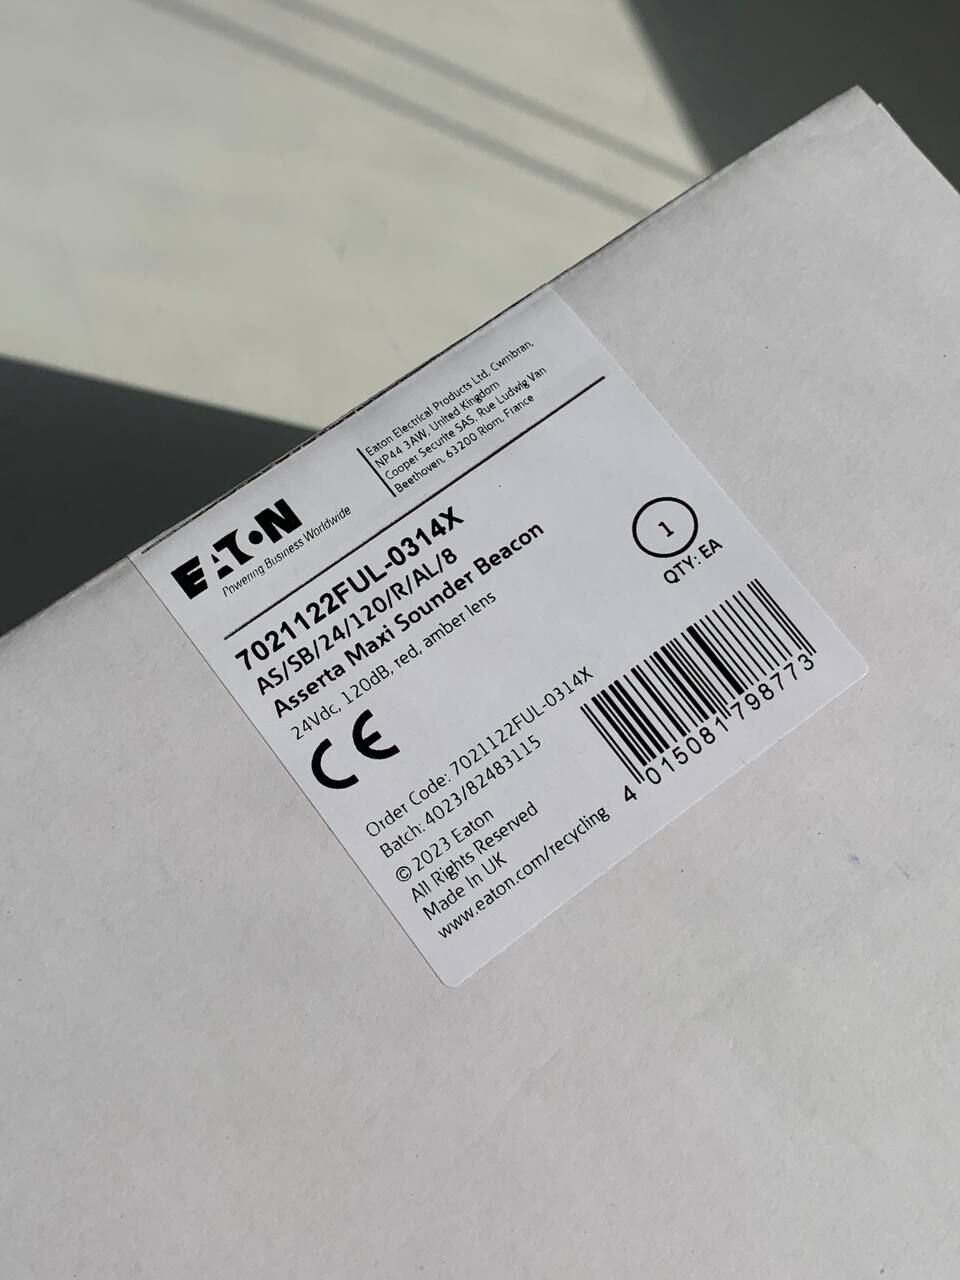 EATON
Powering Business Worldwide
Eaton Electrical Products Ltd, Cwmbran,
NP44 3AW, United Kingdom
Cooper Securite SAS, Rue Ludwig Van
Beethoven, 63200 Riom, France
7021122FUL-0314X
AS/SB/24/120/R/AL/8
Asserta Maxi Sounder Beacon
24Vdc, 120dB, red, amber lens
1
QTY: EA
CE
Order Code: 7021122FUL-0314X
Batch: 4023/82483115
© 2023 Eaton
All Rights Reserved
Made In UK
www.eaton.com/recycling
4 015081 798773